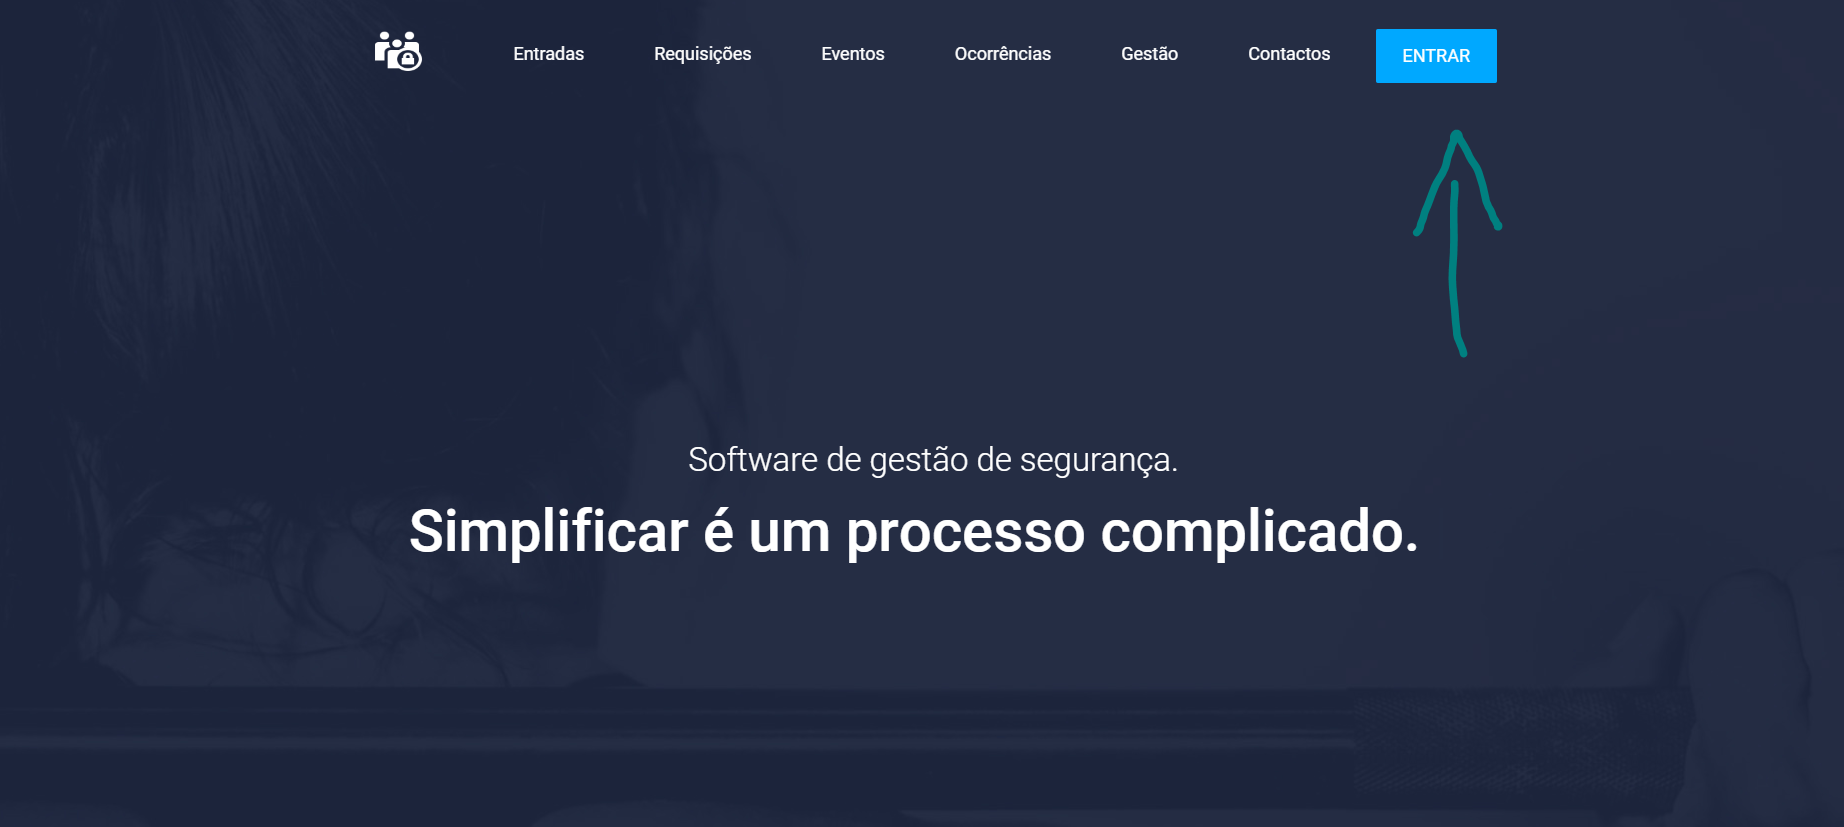 Entradas Requisições Eventos Ocorrências Gestão Contactos ENTRAR
Software de gestão de segurança.
Simplificar é um processo complicado.